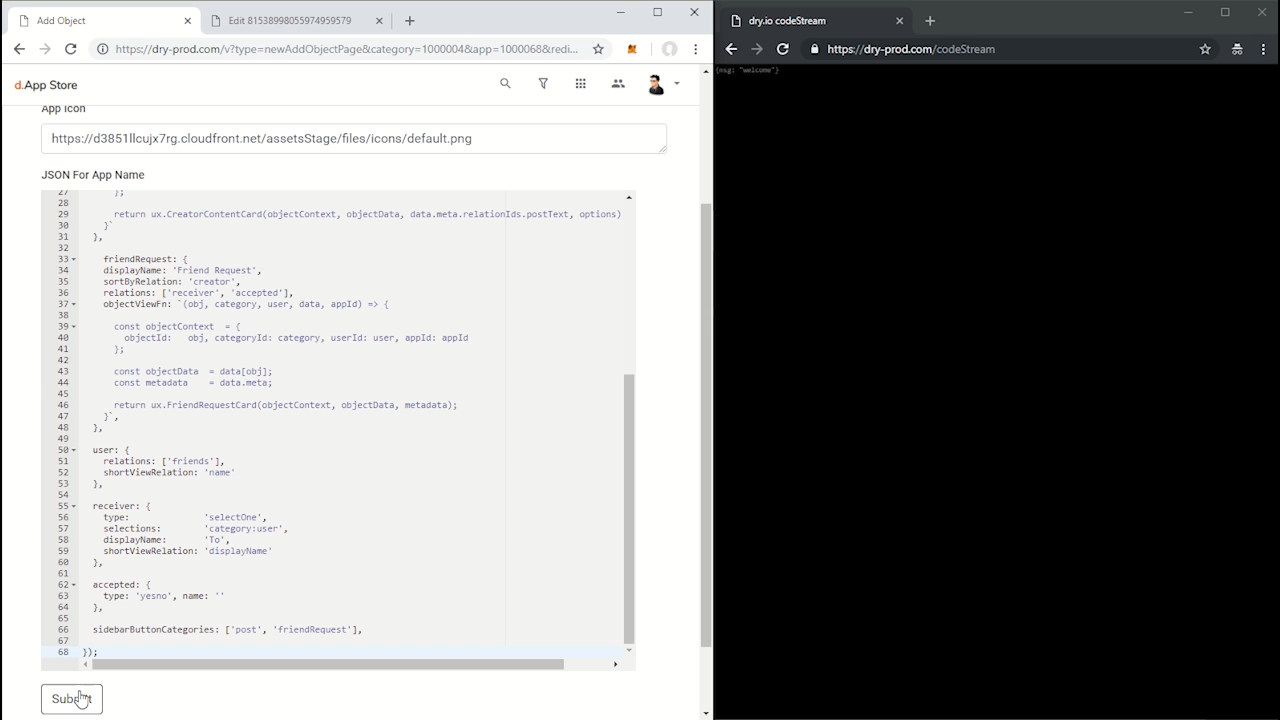 Add Object
Edit 81538998055974959579
https://dry-prod.com/v?type=newAddObjectPage&category=1000004&app=1000068&redi...
d.App Store
App Icon
https://d3851llcujx7rg.cloudfront.net/assetsStage/files/icons/default.png
JSON For App Name
27 };
28
29 return ux.CreatorContentCard(objectContext, objectData, data.meta.relationIds.postText, options)
30 }`
31 },
32
33 friendRequest: {
34 displayName: 'Friend Request',
35 sortByRelation: 'creator',
36 relations: ['receiver', 'accepted'],
37 objectViewFn: `(obj, category, user, data, appId) => {
38
39 const objectContext = {
40 objectId: obj, categoryId: category, userId: user, appId: appId
41 };
42
43 const objectData = data[obj];
44 const metadata = data.meta;
45
46 return ux.FriendRequestCard(objectContext, objectData, metadata);
47 }`,
48 },
49
50 user: {
51 relations: ['friends'],
52 shortViewRelation: 'name'
53 },
54
55 receiver: {
56 type: 'selectOne',
57 selections: 'category:user',
58 displayName: 'To',
59 shortViewRelation: 'displayName'
60 },
61
62 accepted: {
63 type: 'yesno', name: ''
64 },
65
66 sidebarButtonCategories: ['post', 'friendRequest'],
67
68 });
Submit
dry.io codeStream
https://dry-prod.com/codeStream
{msg: "welcome"}